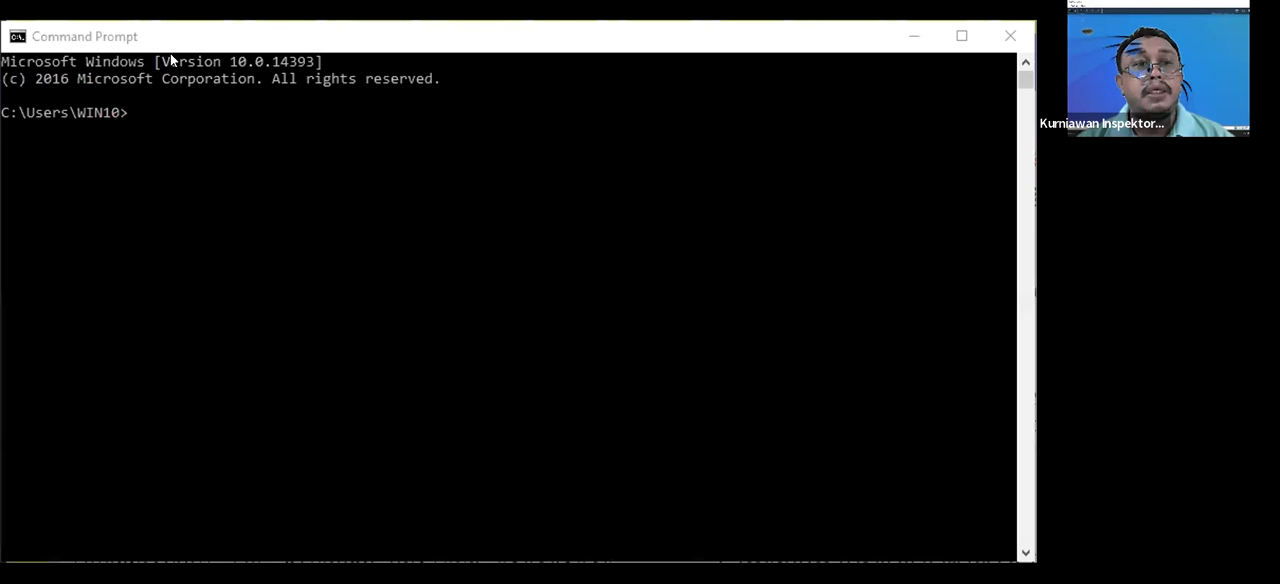 Command Prompt
Microsoft Windows [Version 10.0.14393]
(c) 2016 Microsoft Corporation. All rights reserved.
C:\Users\WIN10>
Kurniawan Inspektor...